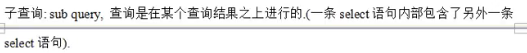 子查询: sub query, 查询是在某个查询结果之上进行的.(一条 select 语句内部包含了另外一条
select 语句).